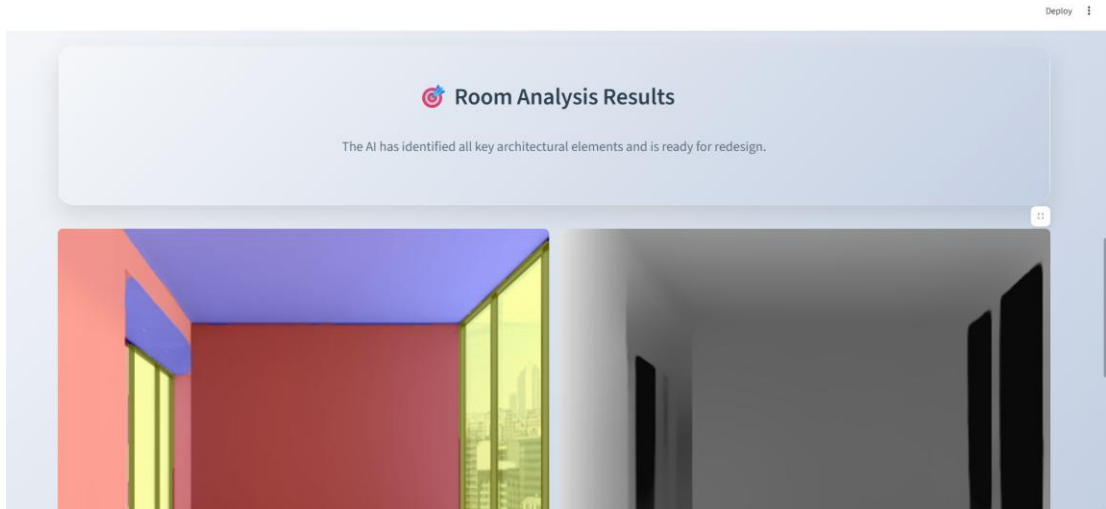 Deploy
Room Analysis Results
The AI has identified all key architectural elements and is ready for redesign.